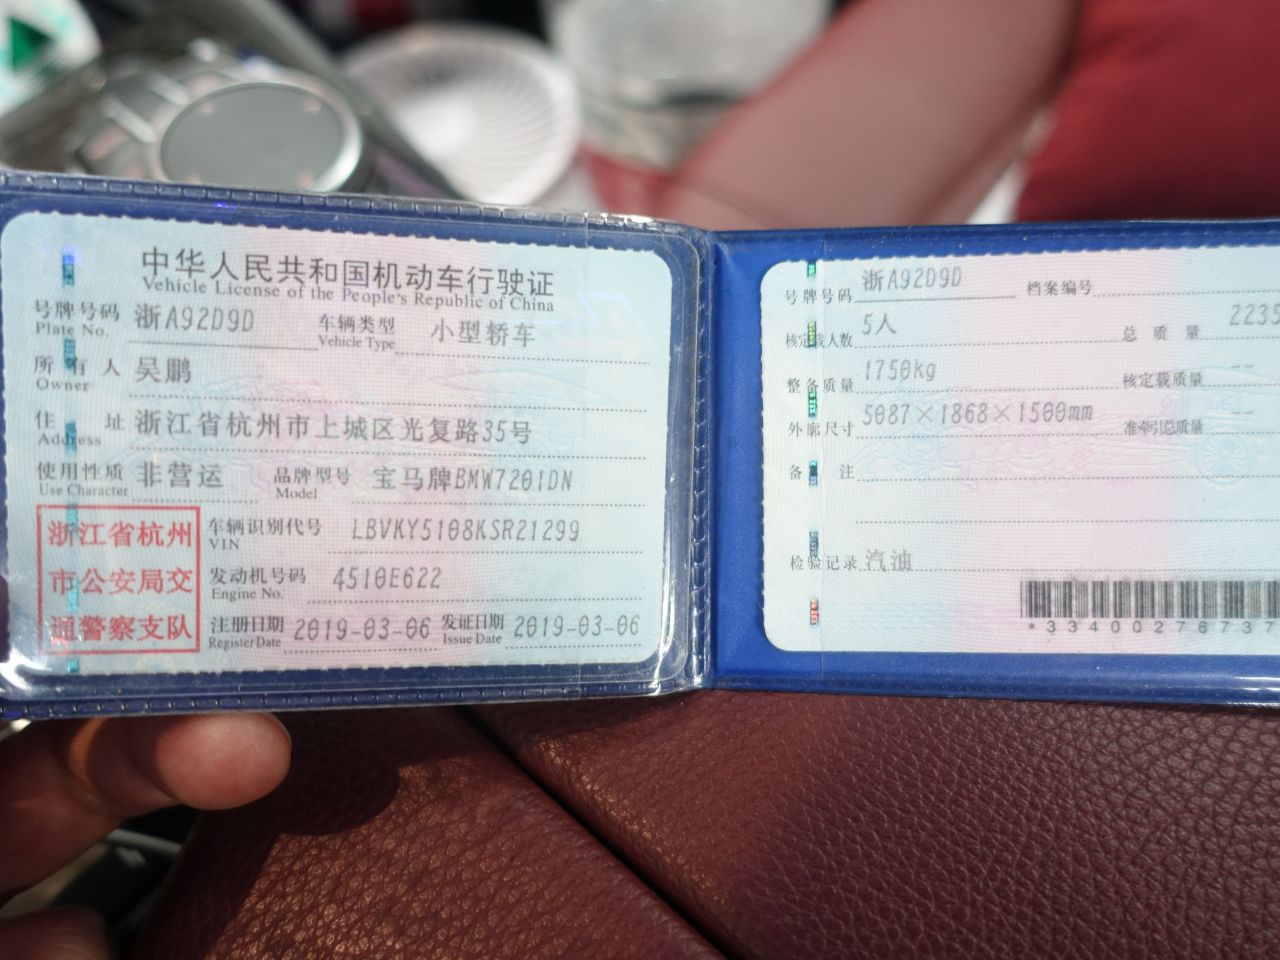 中华人民共和国机动车行驶证
Vehicle License of the People's Republic of China
号牌号码 浙A92D9D 车辆类型 小型轿车
Plate No. Vehicle Type
所有人 吴鹏
Owner
住址 浙江省杭州市上城区光复路35号
Address
使用性质 非营运 品牌型号 宝马牌BMW7201DN
Use Character Model
浙江省杭州
市公安局交
通警察支队
车辆识别代号 LBVKY5108KSR21299
VIN
发动机号码 4510E622
Engine No.
注册日期 2019-03-06 发证日期 2019-03-06
Register Date Issue Date
号牌号码 浙A92D9D 档案编号
核定载人数 5人 总质量 2235
整备质量 1750kg 核定载质量 --
外廓尺寸 5087×1868×1500mm 准牵引总质量 --
备注
检验记录 汽油
*33400276737